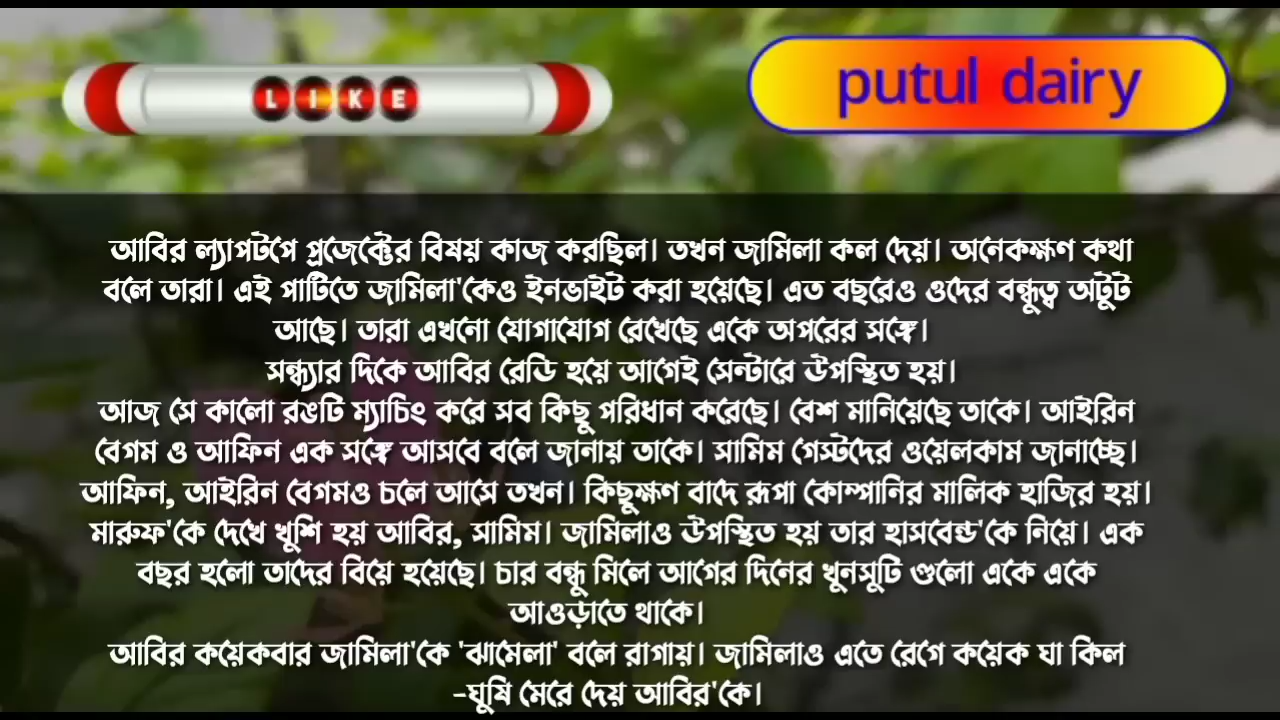 LIKE
putul dairy
আবির ল্যাপটপে প্রজেক্টের বিষয় কাজ করছিল। তখন জামিলা কল দেয়। অনেকক্ষণ কথা
বলে তারা। এই পার্টিতে জামিলা'কেও ইনভাইট করা হয়েছে। এত বছরেও ওদের বন্ধুত্ব অটুট
আছে। তারা এখনো যোগাযোগ রেখেছে একে অপরের সঙ্গে।
সন্ধ্যার দিকে আবির রেডি হয়ে আগেই সেন্টারে উপস্থিত হয়।
আজ সে কালো রঙটি ম্যাচিং করে সব কিছু পরিধান করেছে। বেশ মানিয়েছে তাকে। আইরিন
বেগম ও আফিন এক সঙ্গে আসবে বলে জানায় তাকে। সামিম গেস্টদের ওয়েলকাম জানাচ্ছে।
আফিন, আইরিন বেগমও চলে আসে তখন। কিছুক্ষণ বাদে রূপা কোম্পানির মালিক হাজির হয়।
মারুফ'কে দেখে খুশি হয় আবির, সামিম। জামিলাও উপস্থিত হয় তার হাসবেন্ড'কে নিয়ে। এক
বছর হলো তাদের বিয়ে হয়েছে। চার বন্ধু মিলে আগের দিনের খুনসুটি গুলো একে একে
আওড়াতে থাকে।
আবির কয়েকবার জামিলা'কে 'ঝামেলা' বলে রাগায়। জামিলাও এতে রেগে কয়েক ঘা কিল
-ঘুষি মেরে দেয় আবির'কে।